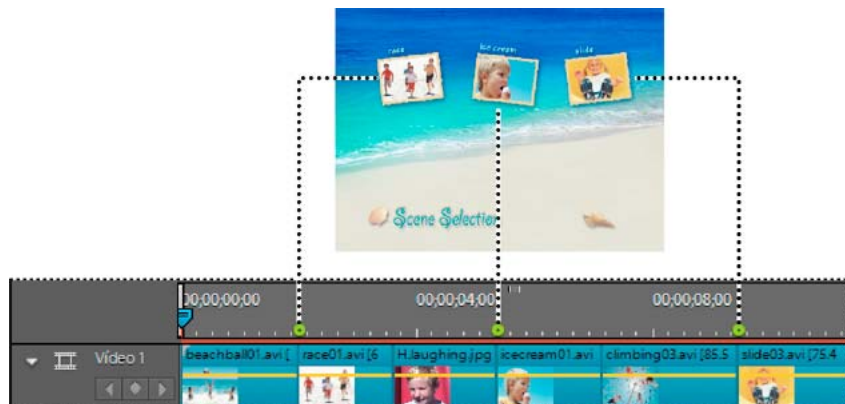 race
ice cream
slide
Scene Selection
00;00;00;00
00;00;04;00
00;00;08;00
Vídeo 1
beachball01.avi [
race01.avi [6
H.laughing.jpg
icecream01.avi
climbing03.avi [85.5
slide03.avi [75.4